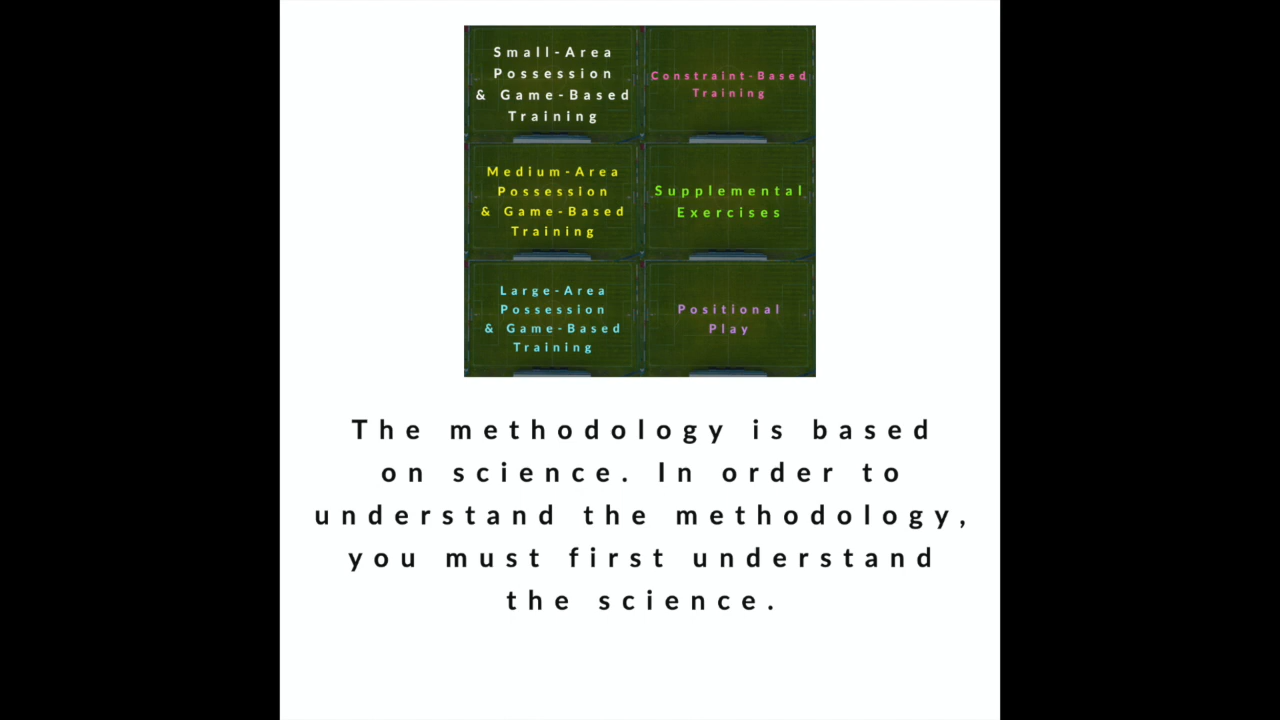 Small-Area
Possession
& Game-Based
Training
Constraint-Based
Training
Medium-Area
Possession
& Game-Based
Training
Supplemental
Exercises
Large-Area
Possession
& Game-Based
Training
Positional
Play
The methodology is based
on science. In order to
understand the methodology,
you must first understand
the science.